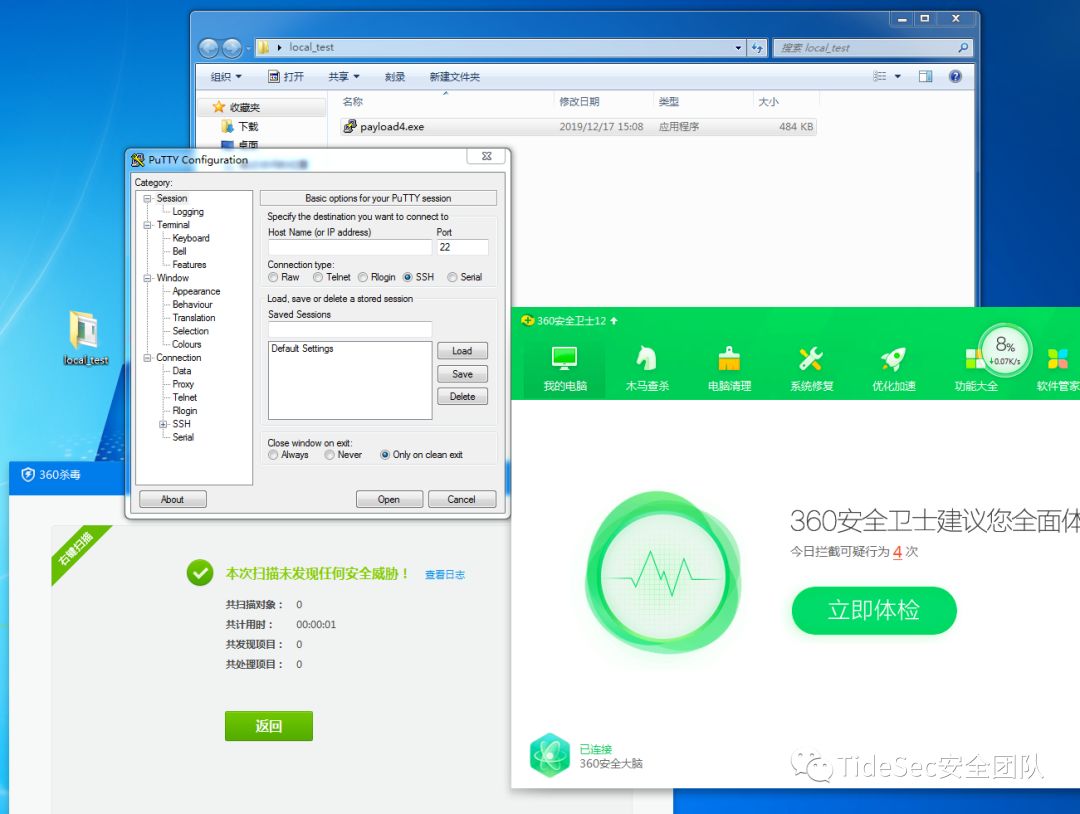 local_test
搜索 local_test
组织
打开
共享
刻录
新建文件夹
名称
修改日期
类型
大小
收藏夹
下载
桌面
payload4.exe
2019/12/17 15:08
应用程序
484 KB
PuTTY Configuration
Category:
Session
Logging
Terminal
Keyboard
Bell
Features
Window
Appearance
Behaviour
Translation
Selection
Colours
Connection
Data
Proxy
Telnet
Rlogin
SSH
Serial
Basic options for your PuTTY session
Specify the destination you want to connect to
Host Name (or IP address)
Port
22
Connection type:
Raw
Telnet
Rlogin
SSH
Serial
Load, save or delete a stored session
Saved Sessions
Default Settings
Load
Save
Delete
Close window on exit:
Always
Never
Only on clean exit
About
Open
Cancel
local_test
360安全卫士12
我的电脑
木马查杀
电脑清理
系统修复
优化加速
功能大全
软件管家
8%
0.07K/s
360安全卫士建议您全面体
今日拦截可疑行为 4 次
立即体检
已连接
360安全大脑
360杀毒
右键扫描
本次扫描未发现任何安全威胁！
查看日志
共扫描对象： 0
共计用时： 00:00:01
共发现项目： 0
共处理项目： 0
返回
TideSec安全团队